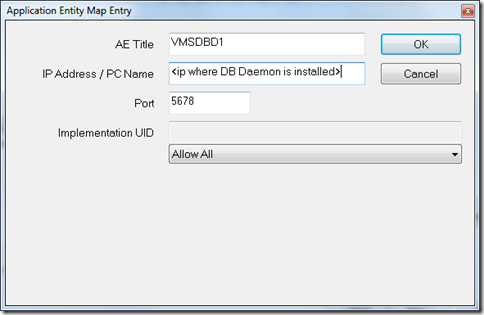 Application Entity Map Entry
AE Title VMSDBD1 OK
IP Address / PC Name <ip where DB Daemon is installed> Cancel
Port 5678
Implementation UID
Allow All